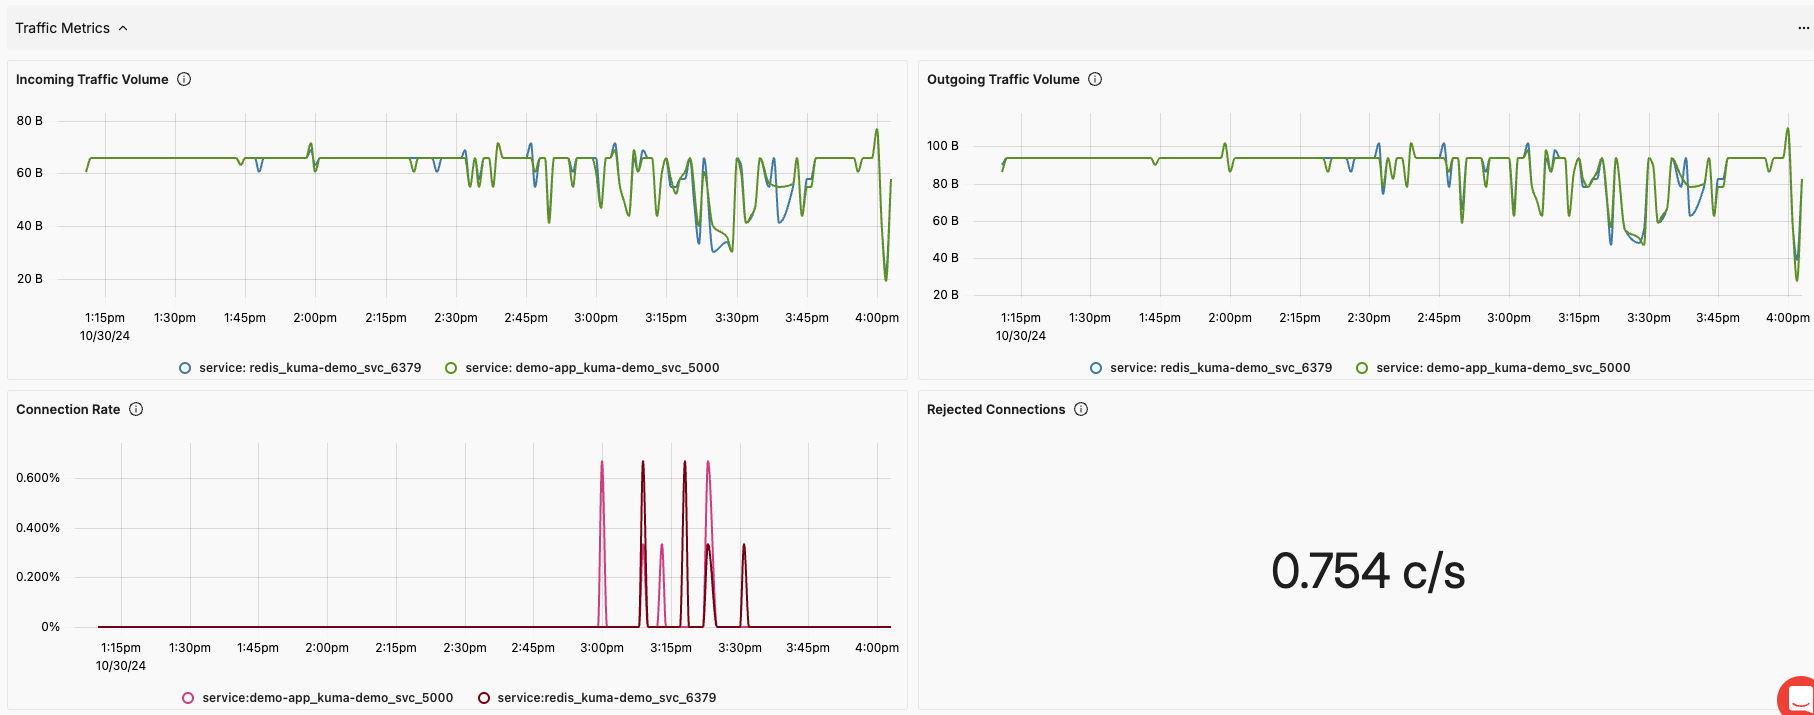 Traffic Metrics
Incoming Traffic Volume
80 B
60 B
40 B
20 B
1:15pm 1:30pm 1:45pm 2:00pm 2:15pm 2:30pm 2:45pm 3:00pm 3:15pm 3:30pm 3:45pm 4:00pm
10/30/24
service: redis_kuma-demo_svc_6379 service: demo-app_kuma-demo_svc_5000
Outgoing Traffic Volume
100 B
80 B
60 B
40 B
20 B
1:15pm 1:30pm 1:45pm 2:00pm 2:15pm 2:30pm 2:45pm 3:00pm 3:15pm 3:30pm 3:45pm 4:00pm
10/30/24
service: redis_kuma-demo_svc_6379 service: demo-app_kuma-demo_svc_5000
Connection Rate
0.600%
0.400%
0.200%
0%
1:15pm 1:30pm 1:45pm 2:00pm 2:15pm 2:30pm 2:45pm 3:00pm 3:15pm 3:30pm 3:45pm 4:00pm
10/30/24
service:demo-app_kuma-demo_svc_5000 service:redis_kuma-demo_svc_6379
Rejected Connections
0.754 c/s